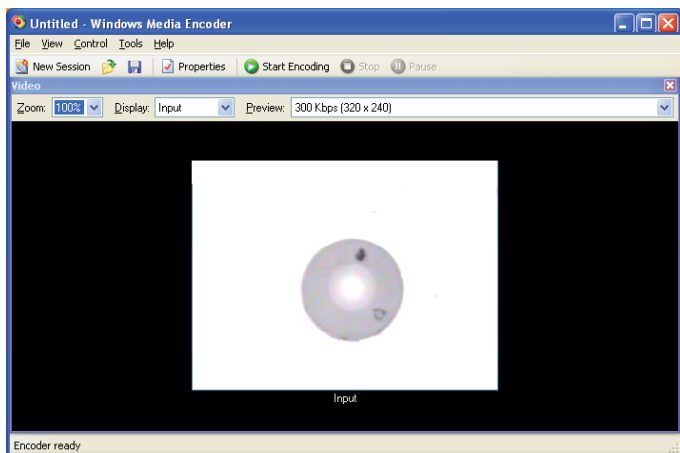 Untitled - Windows Media Encoder
File View Control Tools Help
New Session Properties Start Encoding Stop Pause
Video
Zoom: 100% Display: Input Preview: 300 Kbps (320 x 240)
Input
Encoder ready